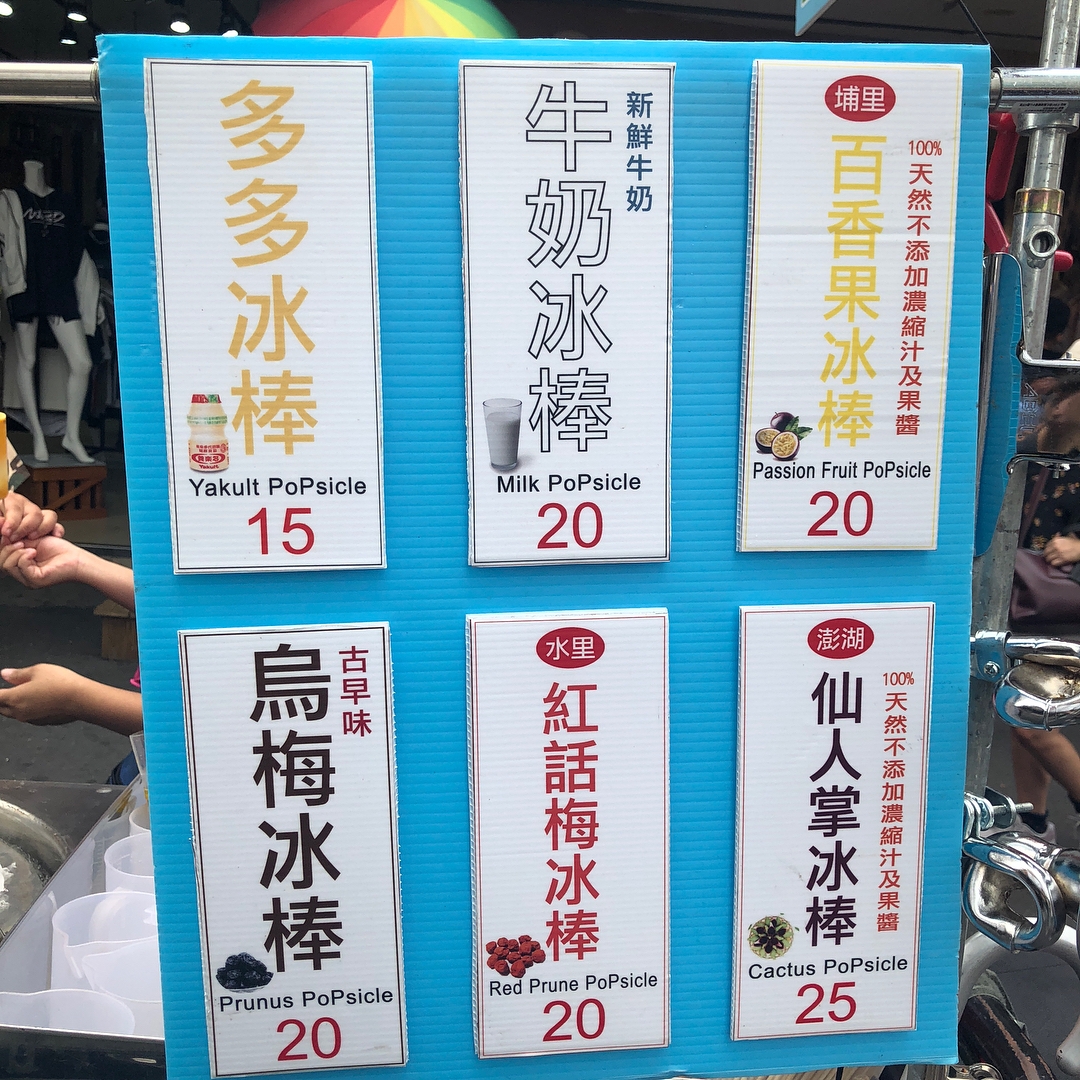 多多冰棒
Yakult
Yakult PoPsicle
15
新鮮牛奶
牛奶冰棒
Milk PoPsicle
20
埔里
100%天然不添加濃縮汁及果醬
百香果冰棒
Passion Fruit PoPsicle
20
古早味
烏梅冰棒
Prunus PoPsicle
20
水里
紅話梅冰棒
Red Prune PoPsicle
20
澎湖
100%天然不添加濃縮汁及果醬
仙人掌冰棒
Cactus PoPsicle
25